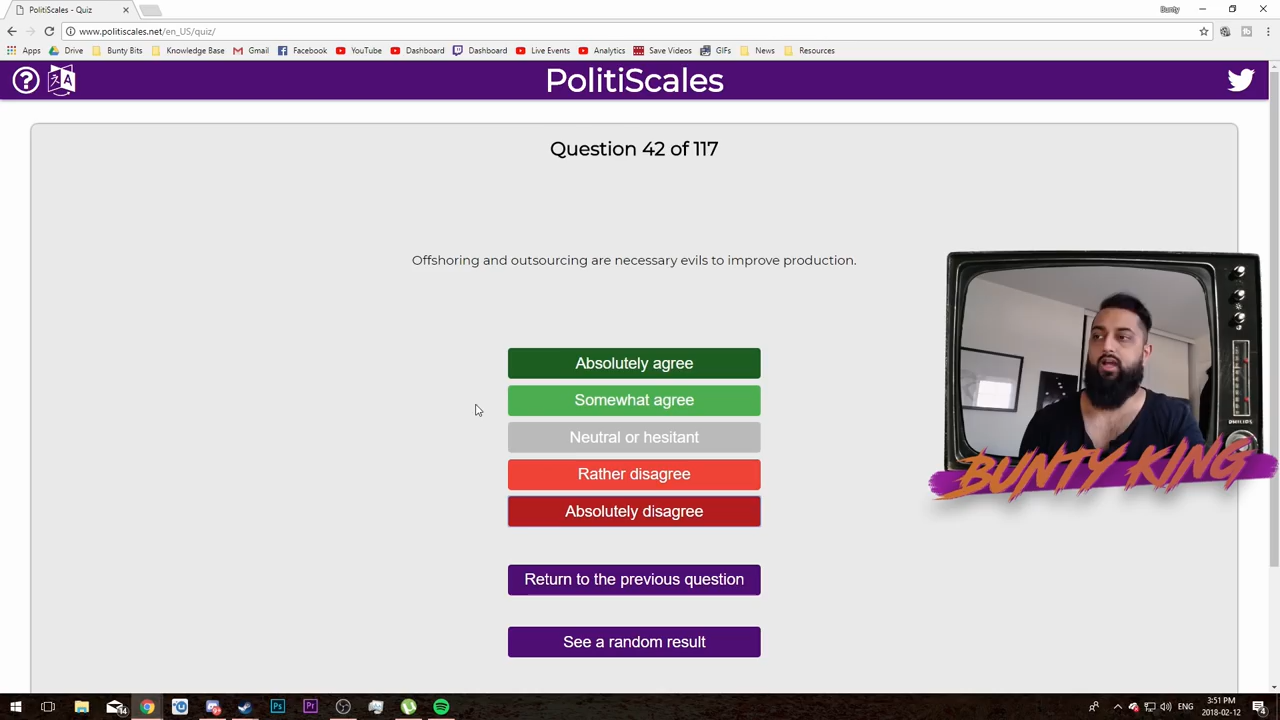 PolitiScales - Quiz
Bunty
www.politiscales.net/en_US/quiz/
Apps Drive Bunty Bits Knowledge Base Gmail Facebook YouTube Dashboard Dashboard Live Events Analytics Save Videos GIFs News Resources
PolitiScales
Question 42 of 117
Offshoring and outsourcing are necessary evils to improve production.
Absolutely agree
Somewhat agree
Neutral or hesitant
Rather disagree
Absolutely disagree
Return to the previous question
See a random result
PHILIPS
BUNTY KING
ENG
3:51 PM
2018-02-12